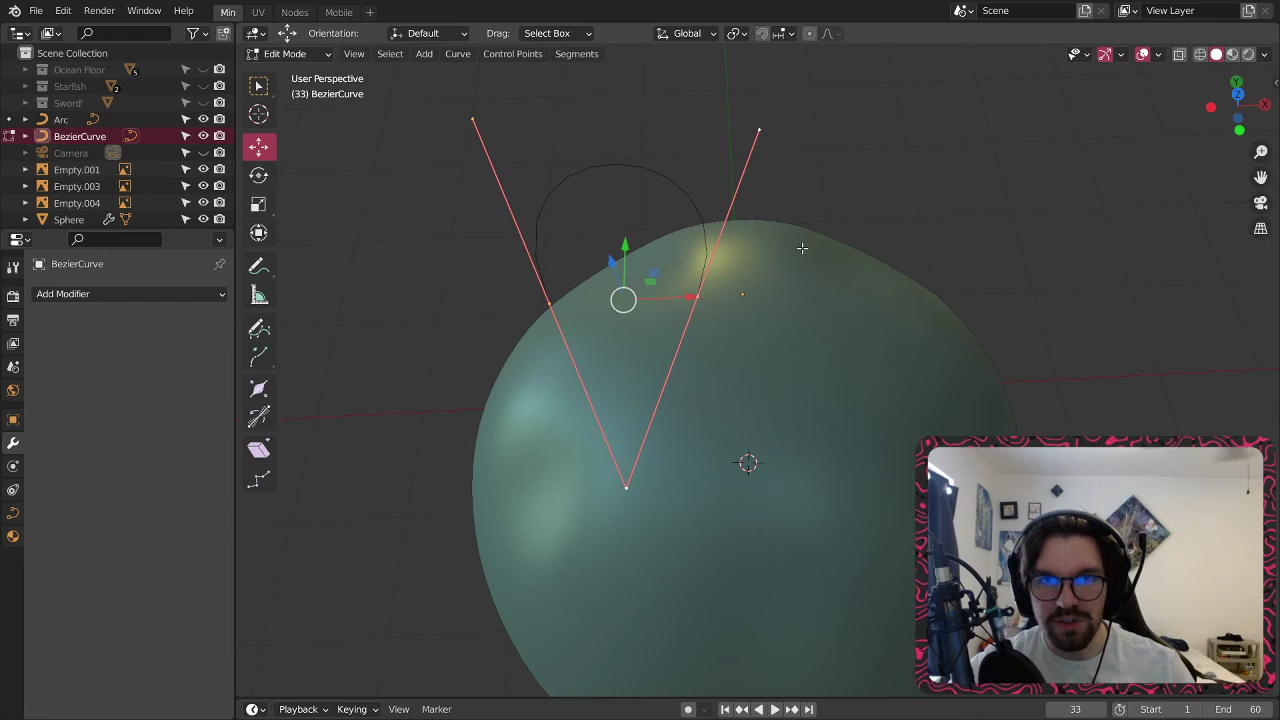 File Edit Render Window Help Min UV Nodes Mobile + Scene View Layer
Orientation: Default Drag: Select Box Global
Edit Mode View Select Add Curve Control Points Segments
Scene Collection
Ocean Floor 5
Starfish 2
Sword'
Arc
BezierCurve
Camera
Empty.001
Empty.003
Empty.004
Sphere
User Perspective
(33) BezierCurve
Y
Z
X
BezierCurve
Add Modifier
Playback Keying View Marker 33 Start 1 End 60